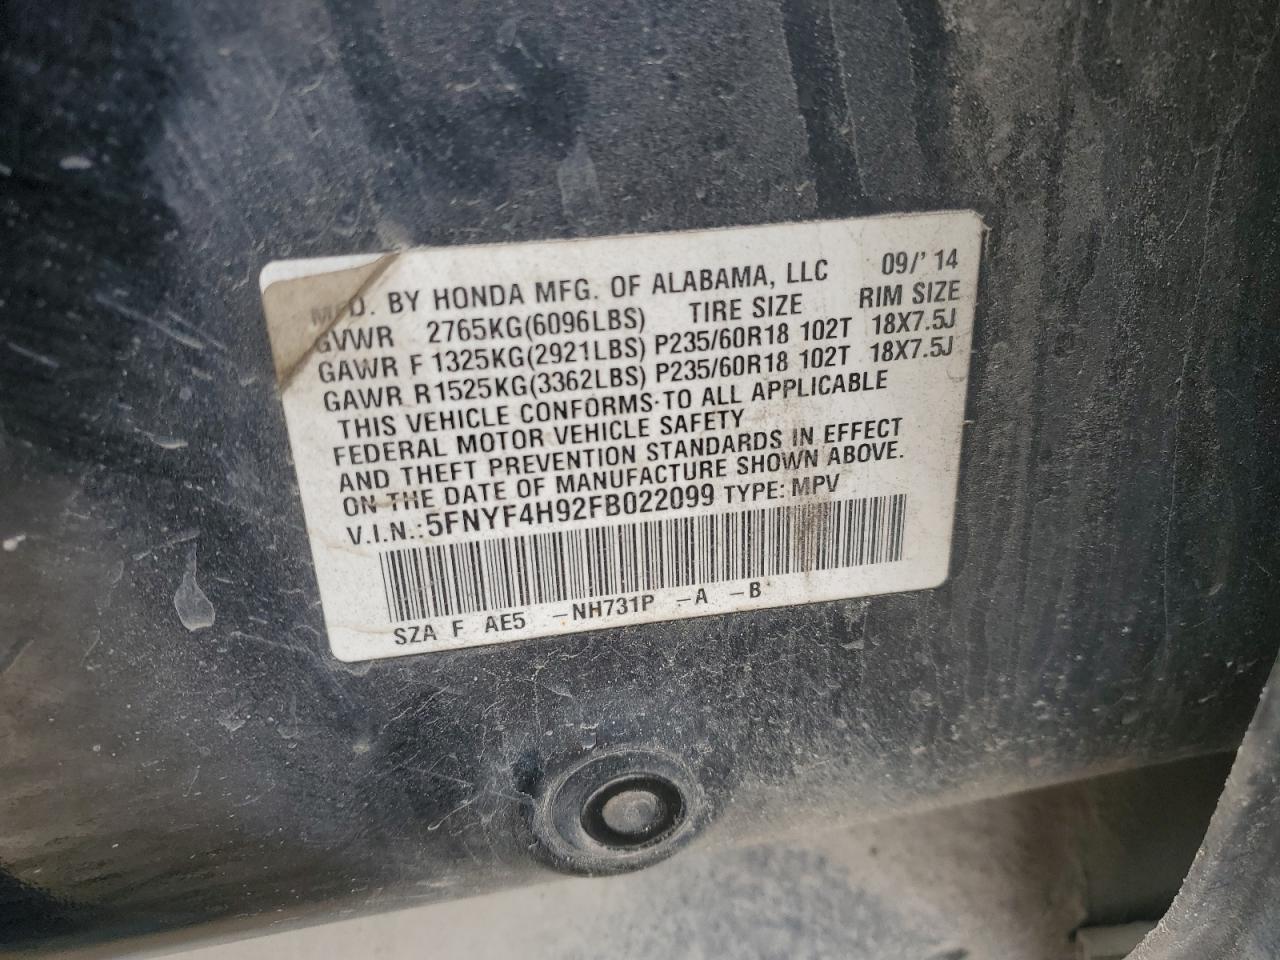 MFD. BY HONDA MFG. OF ALABAMA, LLC 09/'14
GVWR 2765KG(6096LBS) TIRE SIZE RIM SIZE
GAWR F 1325KG(2921LBS) P235/60R18 102T 18X7.5J
GAWR R1525KG(3362LBS) P235/60R18 102T 18X7.5J
THIS VEHICLE CONFORMS TO ALL APPLICABLE
FEDERAL MOTOR VEHICLE SAFETY
AND THEFT PREVENTION STANDARDS IN EFFECT
ON THE DATE OF MANUFACTURE SHOWN ABOVE.
V.I.N.:5FNYF4H92FB022099 TYPE: MPV
SZA F AE5 -NH731P -A -B